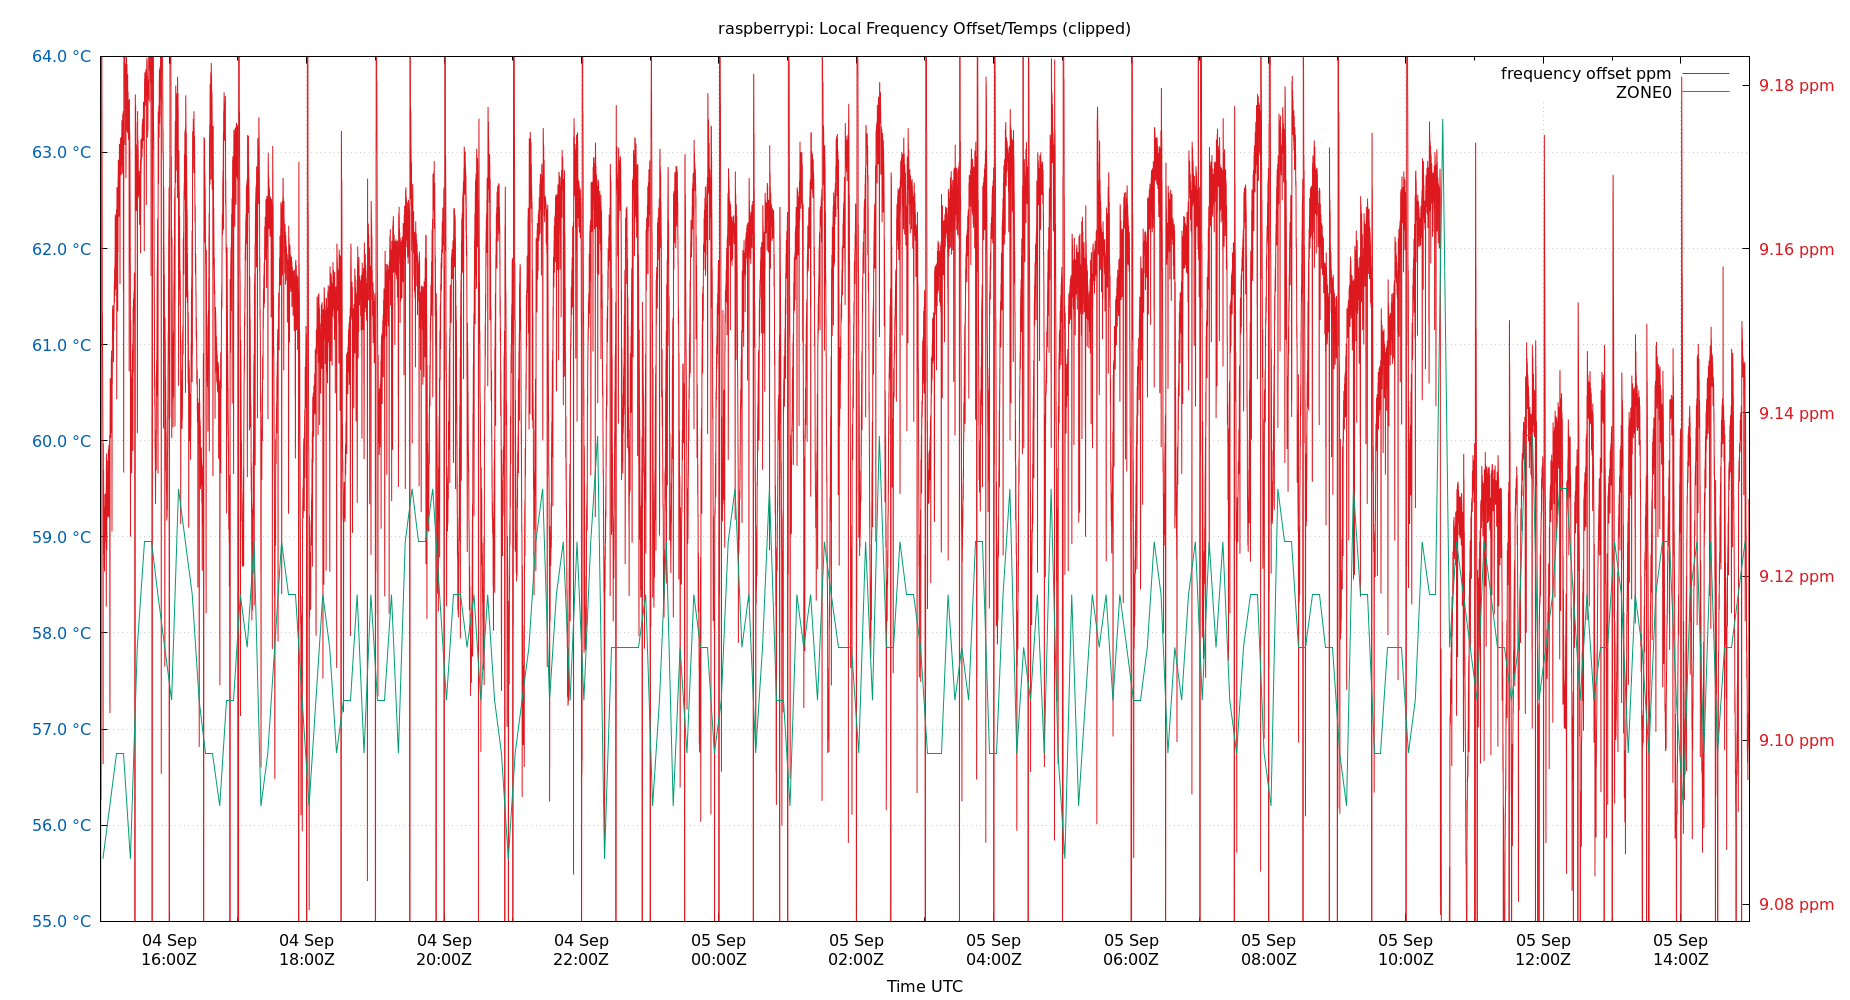 raspberrypi: Local Frequency Offset/Temps (clipped)
frequency offset ppm
ZONE0
64.0 °C
63.0 °C
62.0 °C
61.0 °C
60.0 °C
59.0 °C
58.0 °C
57.0 °C
56.0 °C
55.0 °C
9.18 ppm
9.16 ppm
9.14 ppm
9.12 ppm
9.10 ppm
9.08 ppm
04 Sep
16:00Z
04 Sep
18:00Z
04 Sep
20:00Z
04 Sep
22:00Z
05 Sep
00:00Z
05 Sep
02:00Z
05 Sep
04:00Z
05 Sep
06:00Z
05 Sep
08:00Z
05 Sep
10:00Z
05 Sep
12:00Z
05 Sep
14:00Z
Time UTC